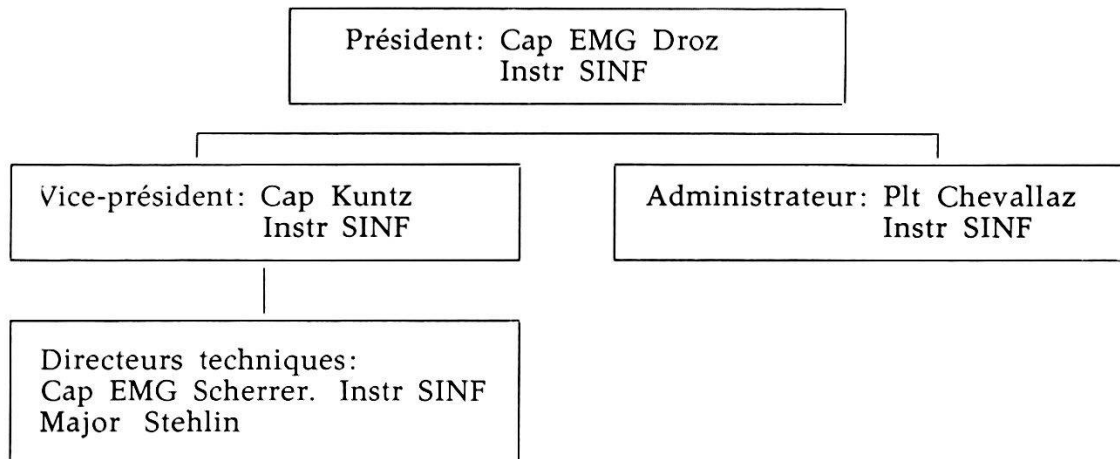 Président: Cap EMG Droz
Instr SINF
Vice-président: Cap Kuntz
Instr SINF
Administrateur: Plt Chevallaz
Instr SINF
Directeurs techniques:
Cap EMG Scherrer. Instr SINF
Major Stehlin